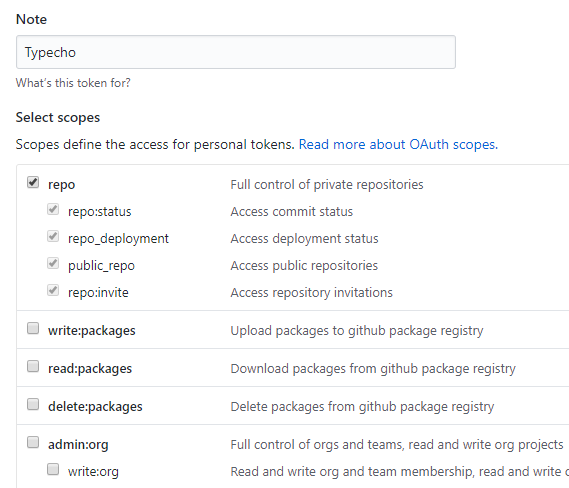 Note
Typecho
What's this token for?
Select scopes
Scopes define the access for personal tokens. Read more about OAuth scopes.
repo Full control of private repositories
repo:status Access commit status
repo_deployment Access deployment status
public_repo Access public repositories
repo:invite Access repository invitations
write:packages Upload packages to github package registry
read:packages Download packages from github package registry
delete:packages Delete packages from github package registry
admin:org Full control of orgs and teams, read and write org projects
write:org Read and write org and team membership, read and write